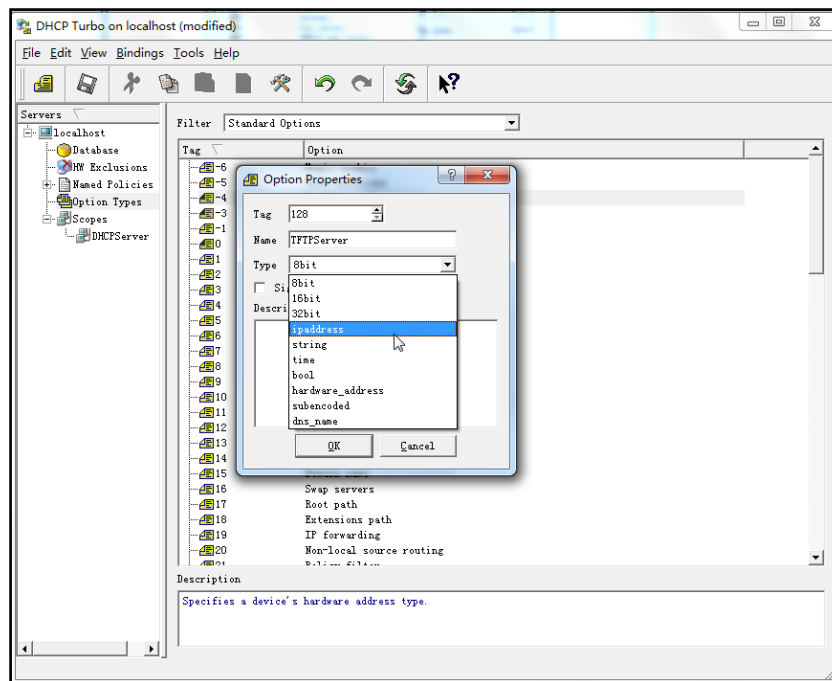 DHCP Turbo on localhost (modified)
File Edit View Bindings Tools Help
Servers
localhost
Database
HW Exclusions
Named Policies
Option Types
Scopes
DHCPServer
Filter Standard Options
Tag Option
-6
-5
-4
-3
-1
0
1
2
3
4
5
6
7
8
9
10
11
12
13
14
15
16 Swap servers
17 Root path
18 Extensions path
19 IP forwarding
20 Non-local source routing
Option Properties
Tag 128
Name TFTPServer
Type 8bit
8bit
16bit
32bit
ipaddress
string
time
bool
hardware_address
subencoded
dns_name
OK Cancel
Description
Specifies a device's hardware address type.